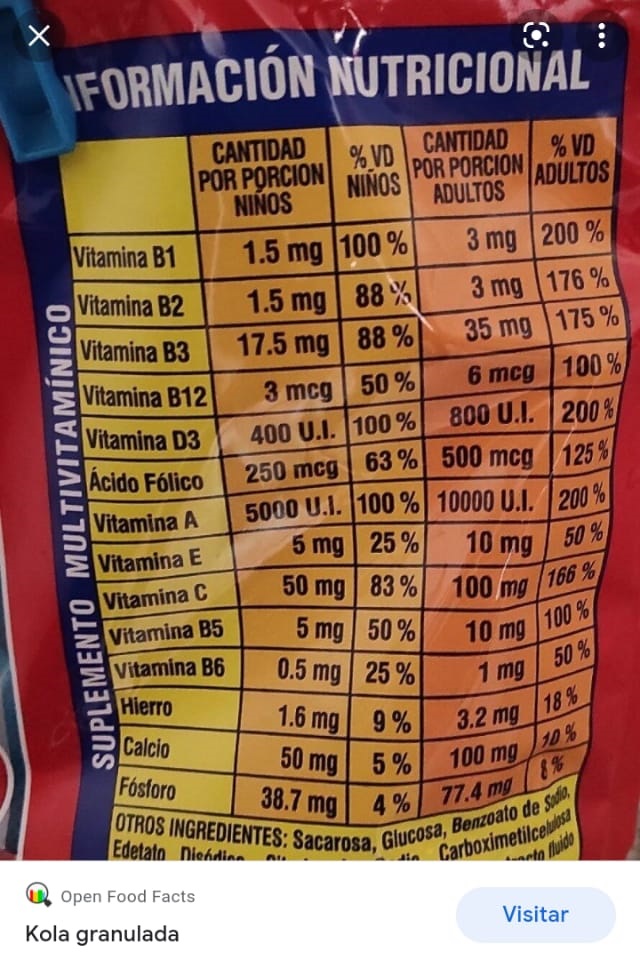 INFORMACIÓN NUTRICIONAL
CANTIDAD POR PORCION NIÑOS % VD NIÑOS CANTIDAD POR PORCION ADULTOS % VD ADULTOS
SUPLEMENTO MULTIVITAMÍNICO
Vitamina B1 1.5 mg 100 % 3 mg 200 %
Vitamina B2 1.5 mg 88 % 3 mg 176 %
Vitamina B3 17.5 mg 88 % 35 mg 175 %
Vitamina B12 3 mcg 50 % 6 mcg 100 %
Vitamina D3 400 U.I. 100 % 800 U.I. 200 %
Ácido Fólico 250 mcg 63 % 500 mcg 125 %
Vitamina A 5000 U.I. 100 % 10000 U.I. 200 %
Vitamina E 5 mg 25 % 10 mg 50 %
Vitamina C 50 mg 83 % 100 mg 166 %
Vitamina B5 5 mg 50 % 10 mg 100 %
Vitamina B6 0.5 mg 25 % 1 mg 50 %
Hierro 1.6 mg 9 % 3.2 mg 18 %
Calcio 50 mg 5 % 100 mg 10 %
Fósforo 38.7 mg 4 % 77.4 mg 8 %
OTROS INGREDIENTES: Sacarosa, Glucosa, Benzoato de Sodio,
Edetato Disódico Carboximetilcelulosa
fluido
Open Food Facts
Kola granulada
Visitar